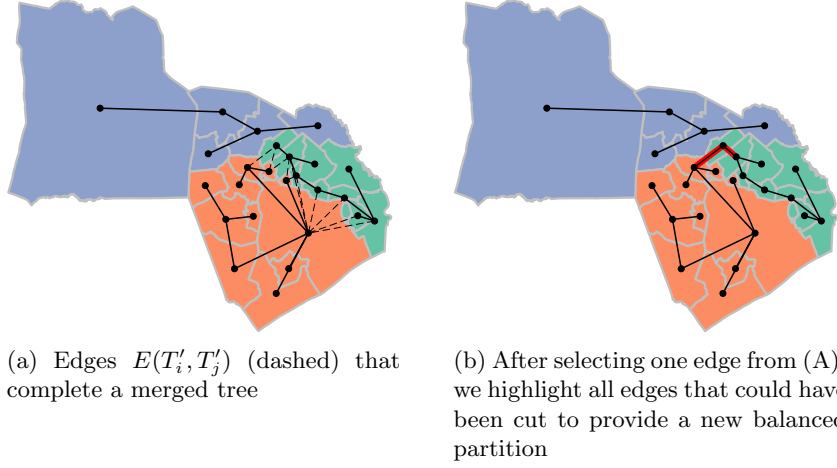 (a) Edges E(T′i, T′j) (dashed) that
complete a merged tree
(b) After selecting one edge from (A),
we highlight all edges that could have
been cut to provide a new balanced
partition